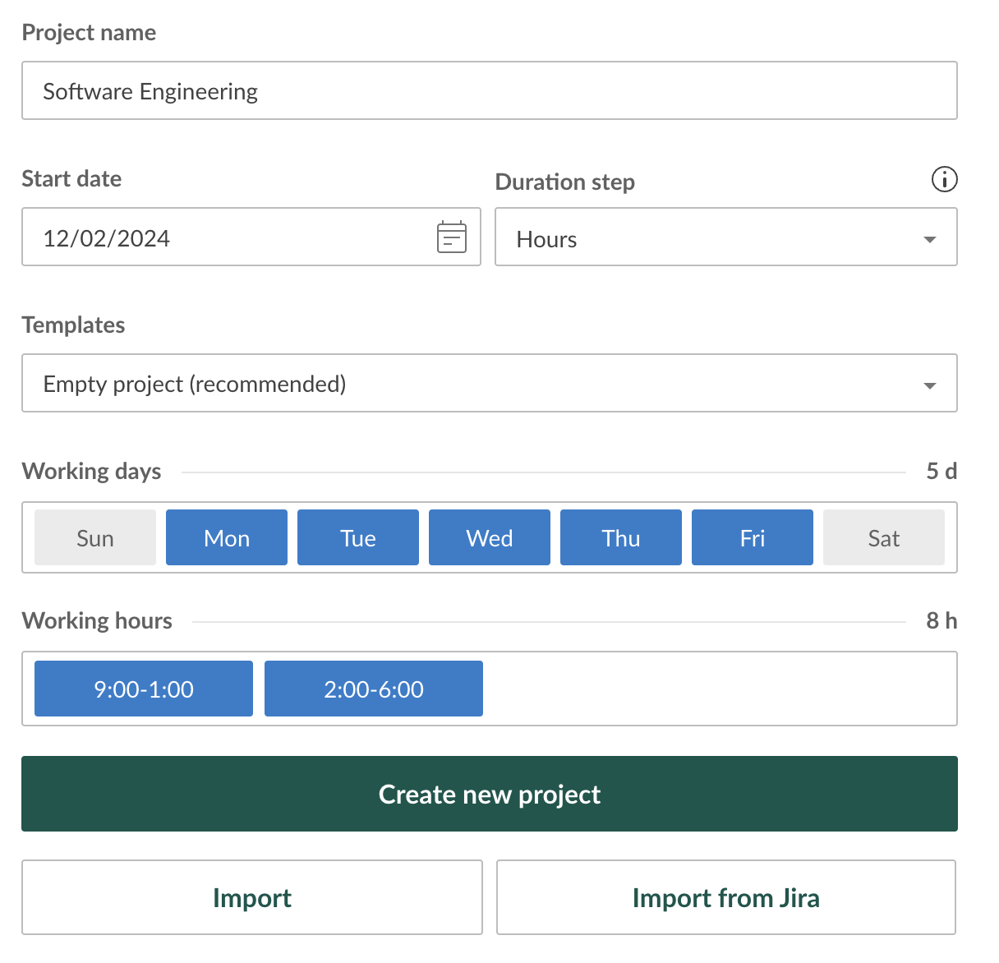 Project name
Software Engineering
Start date
Duration step
12/02/2024
Hours
Templates
Empty project (recommended)
Working days 5 d
Sun Mon Tue Wed Thu Fri Sat
Working hours 8 h
9:00-1:00 2:00-6:00
Create new project
Import Import from Jira